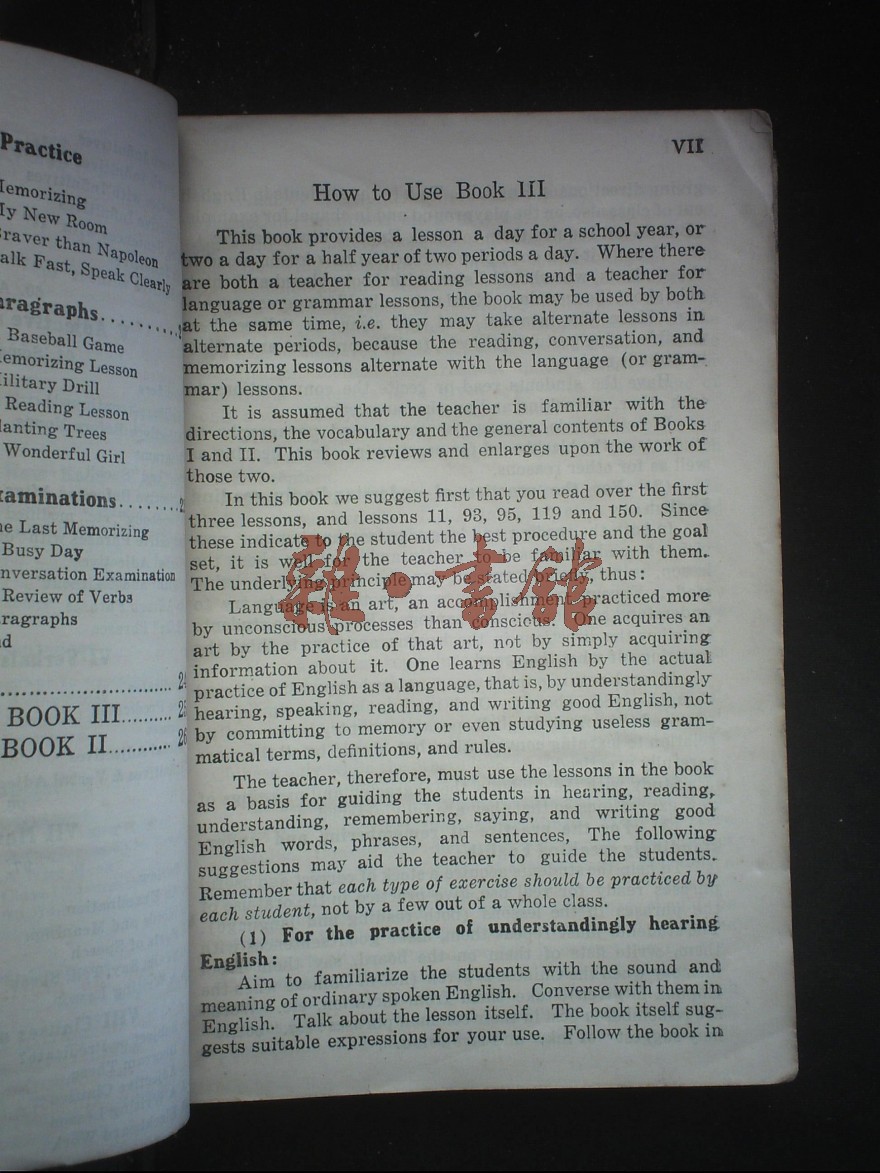 Practice
emorizing
y New Room
raver than Napoleon
alk Fast, Speak Clearly
ragraphs........
Baseball Game
emorizing Lesson
ilitary Drill
Reading Lesson
lanting Trees
Wonderful Girl
xaminations........
e Last Memorizing
Busy Day
nversation Examination
Review of Verbs
ragraphs
d
BOOK III.........
BOOK II...........
VII
How to Use Book III
This book provides a lesson a day for a school year, or
two a day for a half year of two periods a day. Where there
are both a teacher for reading lessons and a teacher for
language or grammar lessons, the book may be used by both
at the same time, i.e. they may take alternate lessons in
alternate periods, because the reading, conversation, and
memorizing lessons alternate with the language (or gram-
mar) lessons.
It is assumed that the teacher is familiar with the
directions, the vocabulary and the general contents of Books
I and II. This book reviews and enlarges upon the work of
those two.
In this book we suggest first that you read over the first
three lessons, and lessons 11, 93, 95, 119 and 150. Since
these indicate to the student the best procedure and the goal
set, it is well for the teacher to be familiar with them.
The underlying principle may be stated briefly, thus:
Language is an art, an accomplishment practiced more
by unconscious processes than conscious. One acquires an
art by the practice of that art, not by simply acquiring
information about it. One learns English by the actual
practice of English as a language, that is, by understandingly
hearing, speaking, reading, and writing good English, not
by committing to memory or even studying useless gram-
matical terms, definitions, and rules.
The teacher, therefore, must use the lessons in the book
as a basis for guiding the students in hearing, reading,
understanding, remembering, saying, and writing good
English words, phrases, and sentences, The following
suggestions may aid the teacher to guide the students.
Remember that each type of exercise should be practiced by
each student, not by a few out of a whole class.
(1) For the practice of understandingly hearing
English:
Aim to familiarize the students with the sound and
meaning of ordinary spoken English. Converse with them in
English. Talk about the lesson itself. The book itself sug-
gests suitable expressions for your use. Follow the book in
雜·書館